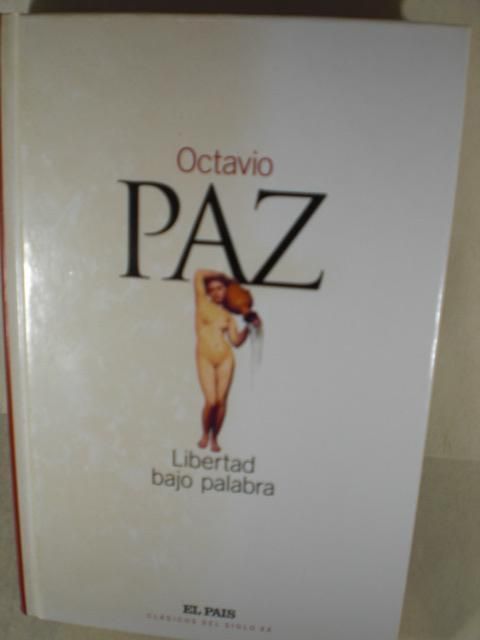 Octavio
PAZ
Libertad
bajo palabra
EL PAIS
CLÁSICOS DEL SIGLO XX